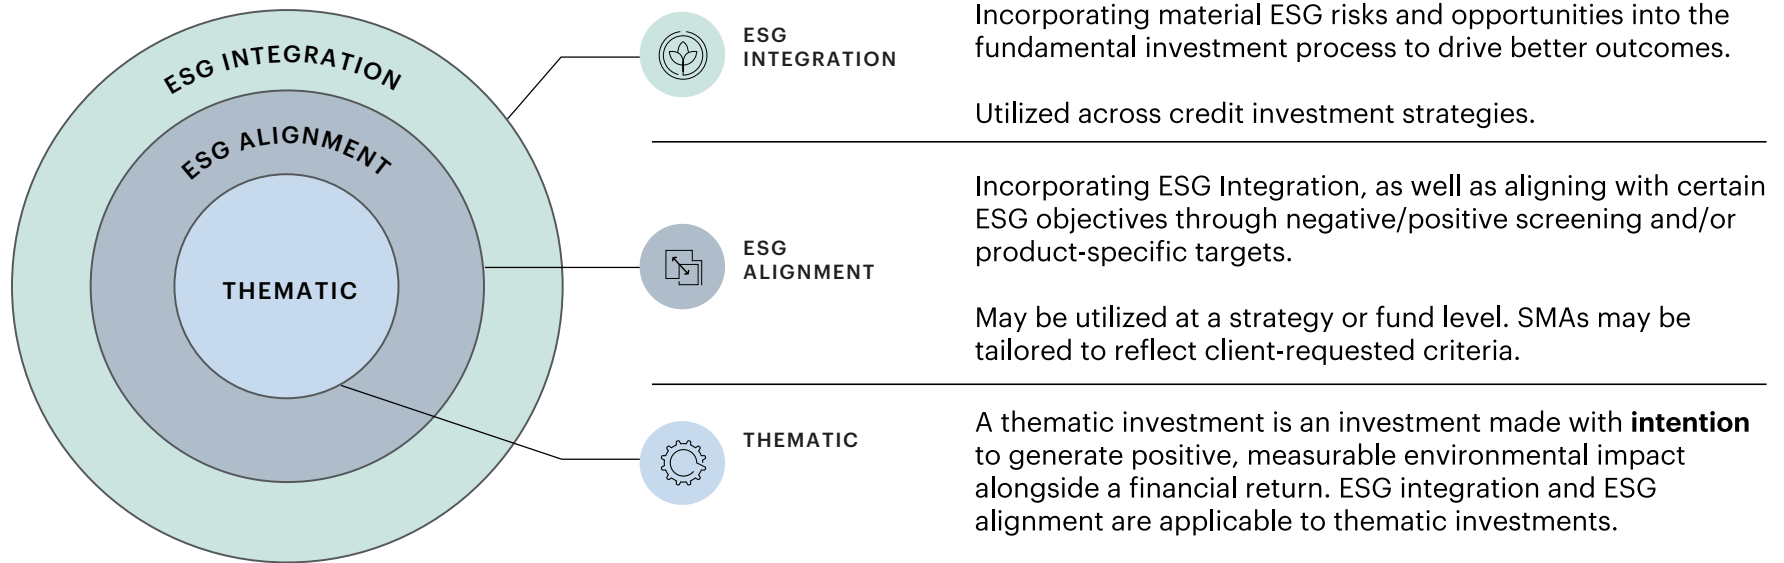 ESG INTEGRATION
ESG ALIGNMENT
THEMATIC
ESG
INTEGRATION
Incorporating material ESG risks and opportunities into the
fundamental investment process to drive better outcomes.
Utilized across credit investment strategies.
ESG
ALIGNMENT
Incorporating ESG Integration, as well as aligning with certain
ESG objectives through negative/positive screening and/or
product-specific targets.
May be utilized at a strategy or fund level. SMAs may be
tailored to reflect client-requested criteria.
THEMATIC
A thematic investment is an investment made with intention
to generate positive, measurable environmental impact
alongside a financial return. ESG integration and ESG
alignment are applicable to thematic investments.